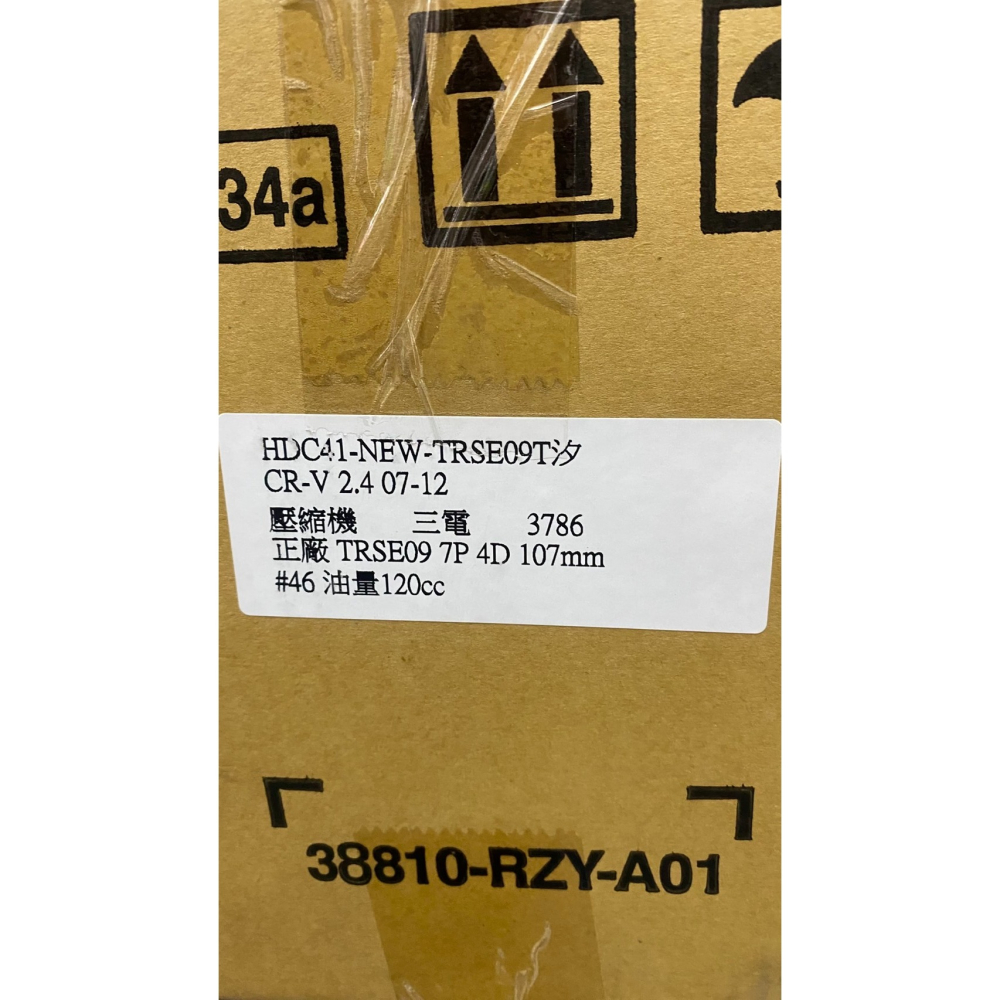 34a
HDC41-NEW-TRSE09T汐
CR-V 2.4 07-12
壓縮機 三電 3786
正廠 TRSE09 7P 4D 107mm
#46 油量120cc
38810-RZY-A01